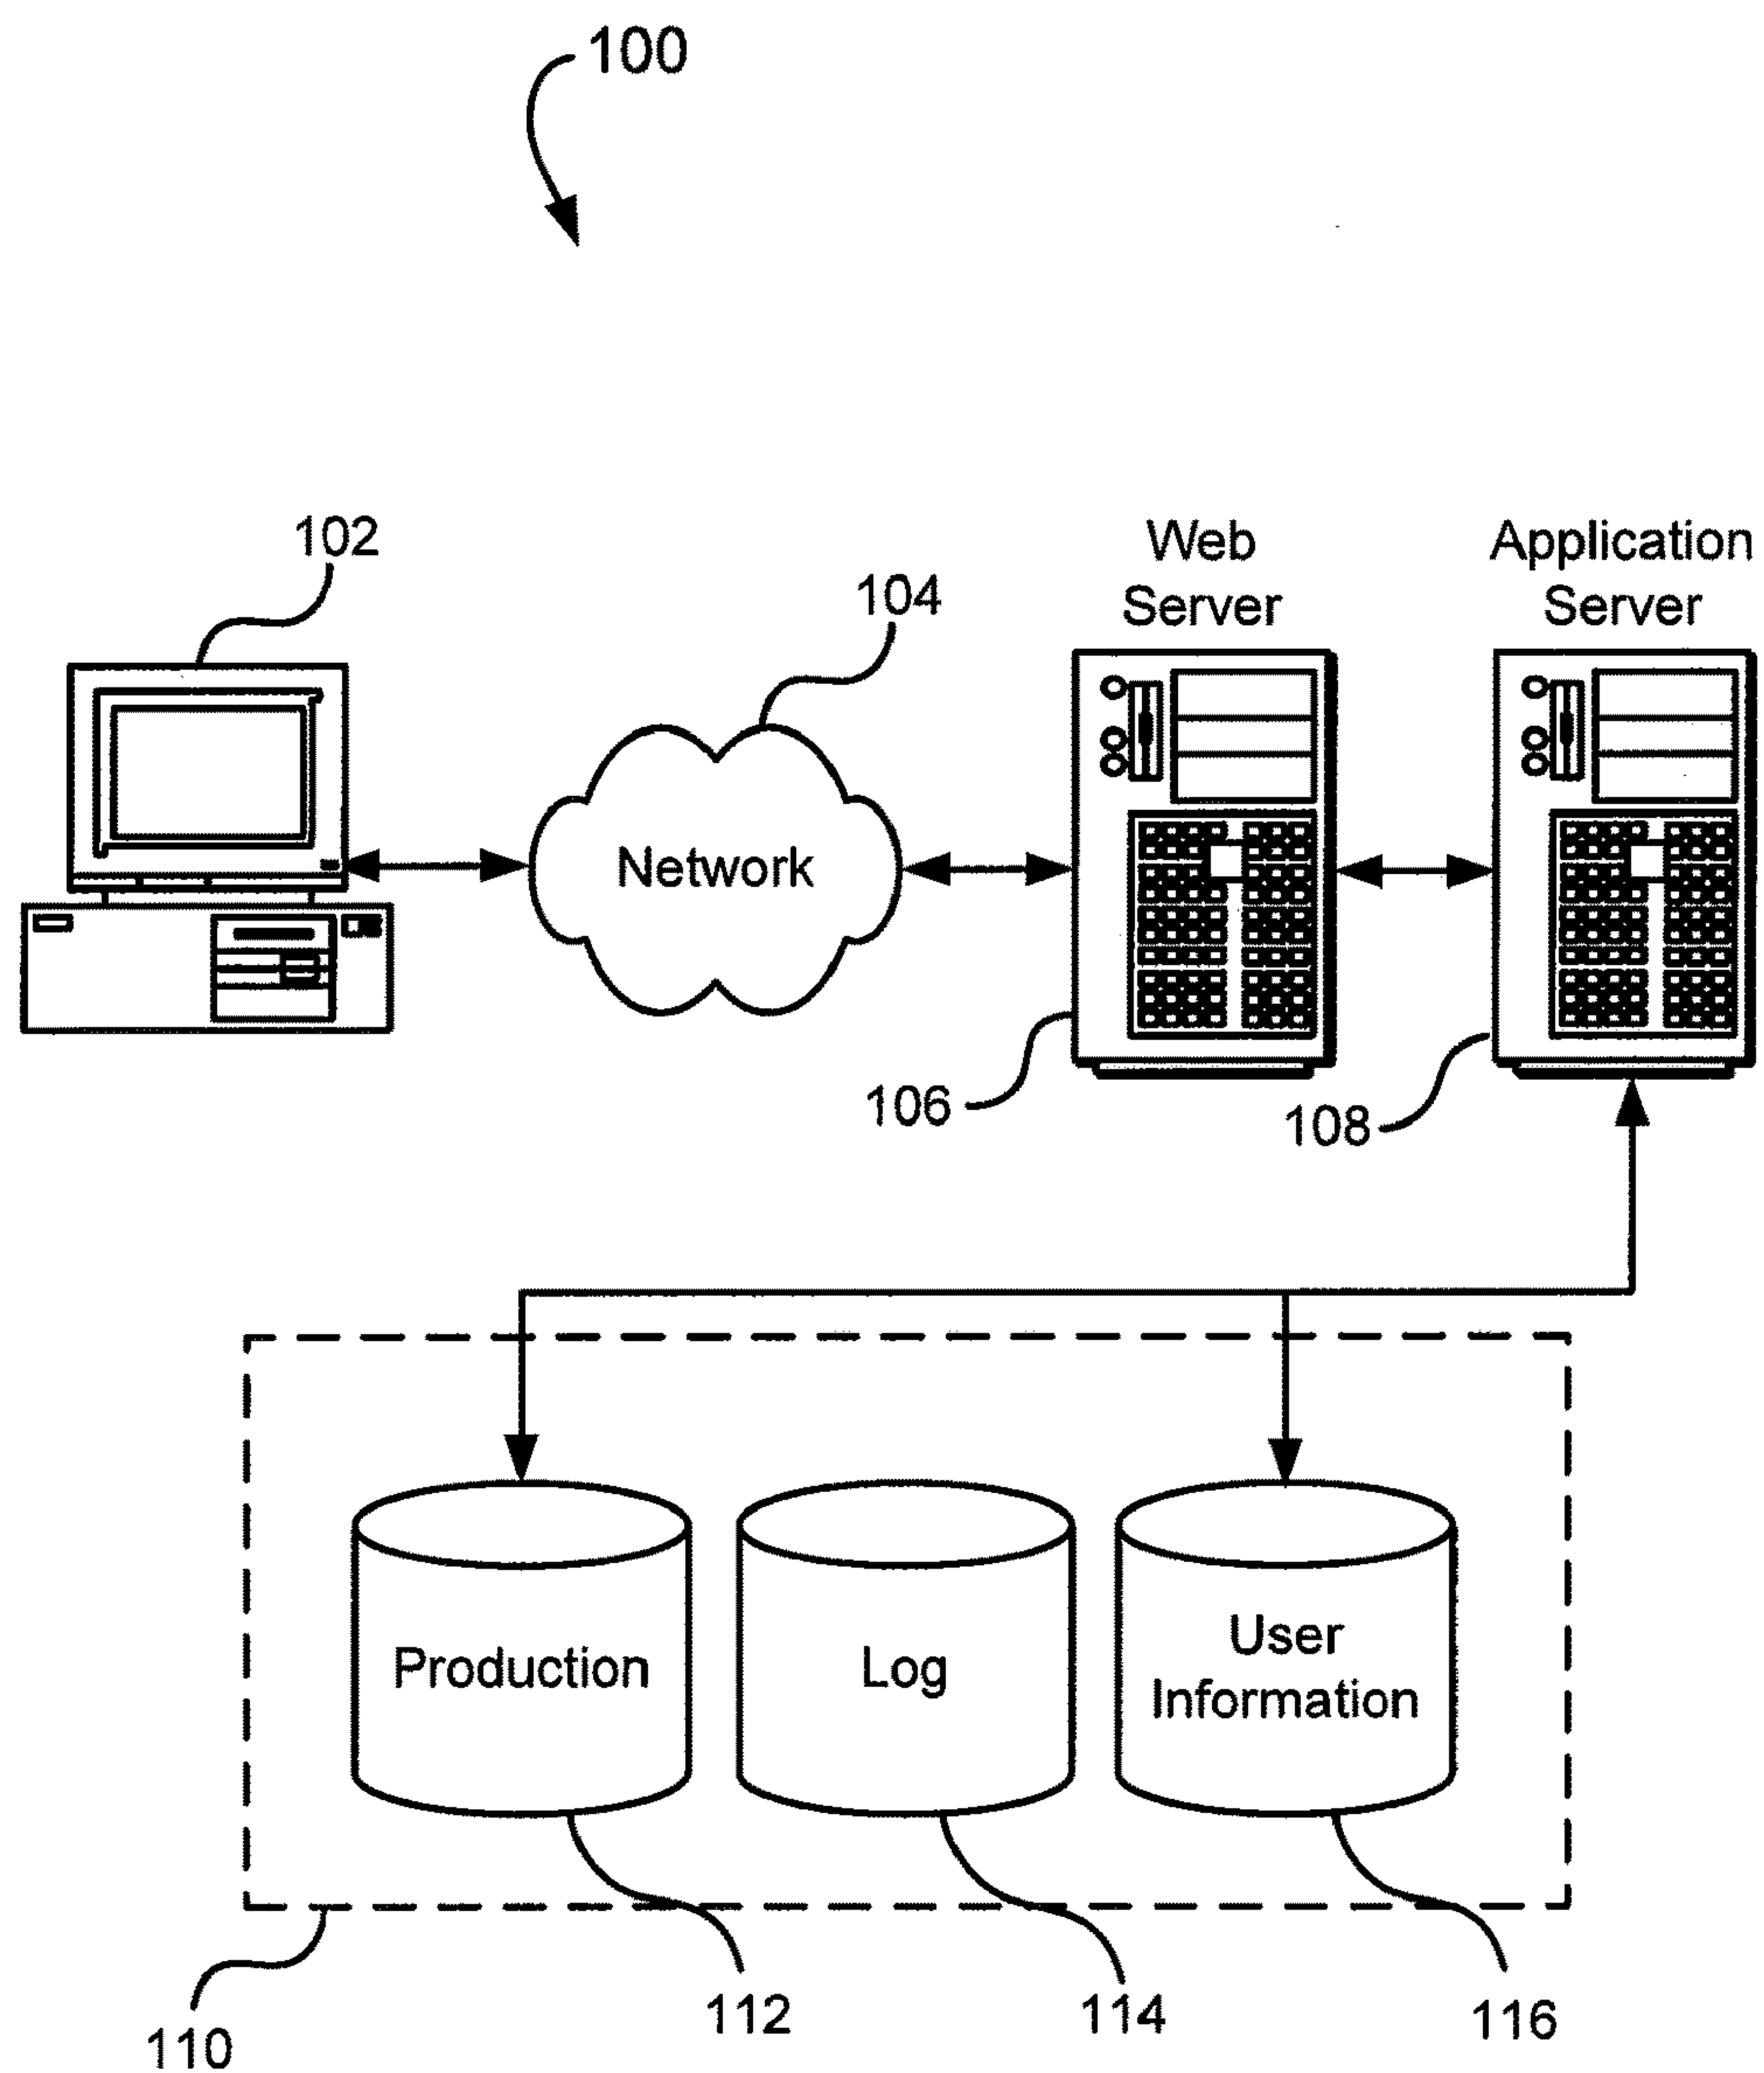 100
102
104
Web
Server
Application
Server
Network
106
108
Production
Log
User
Information
110
112
114
116